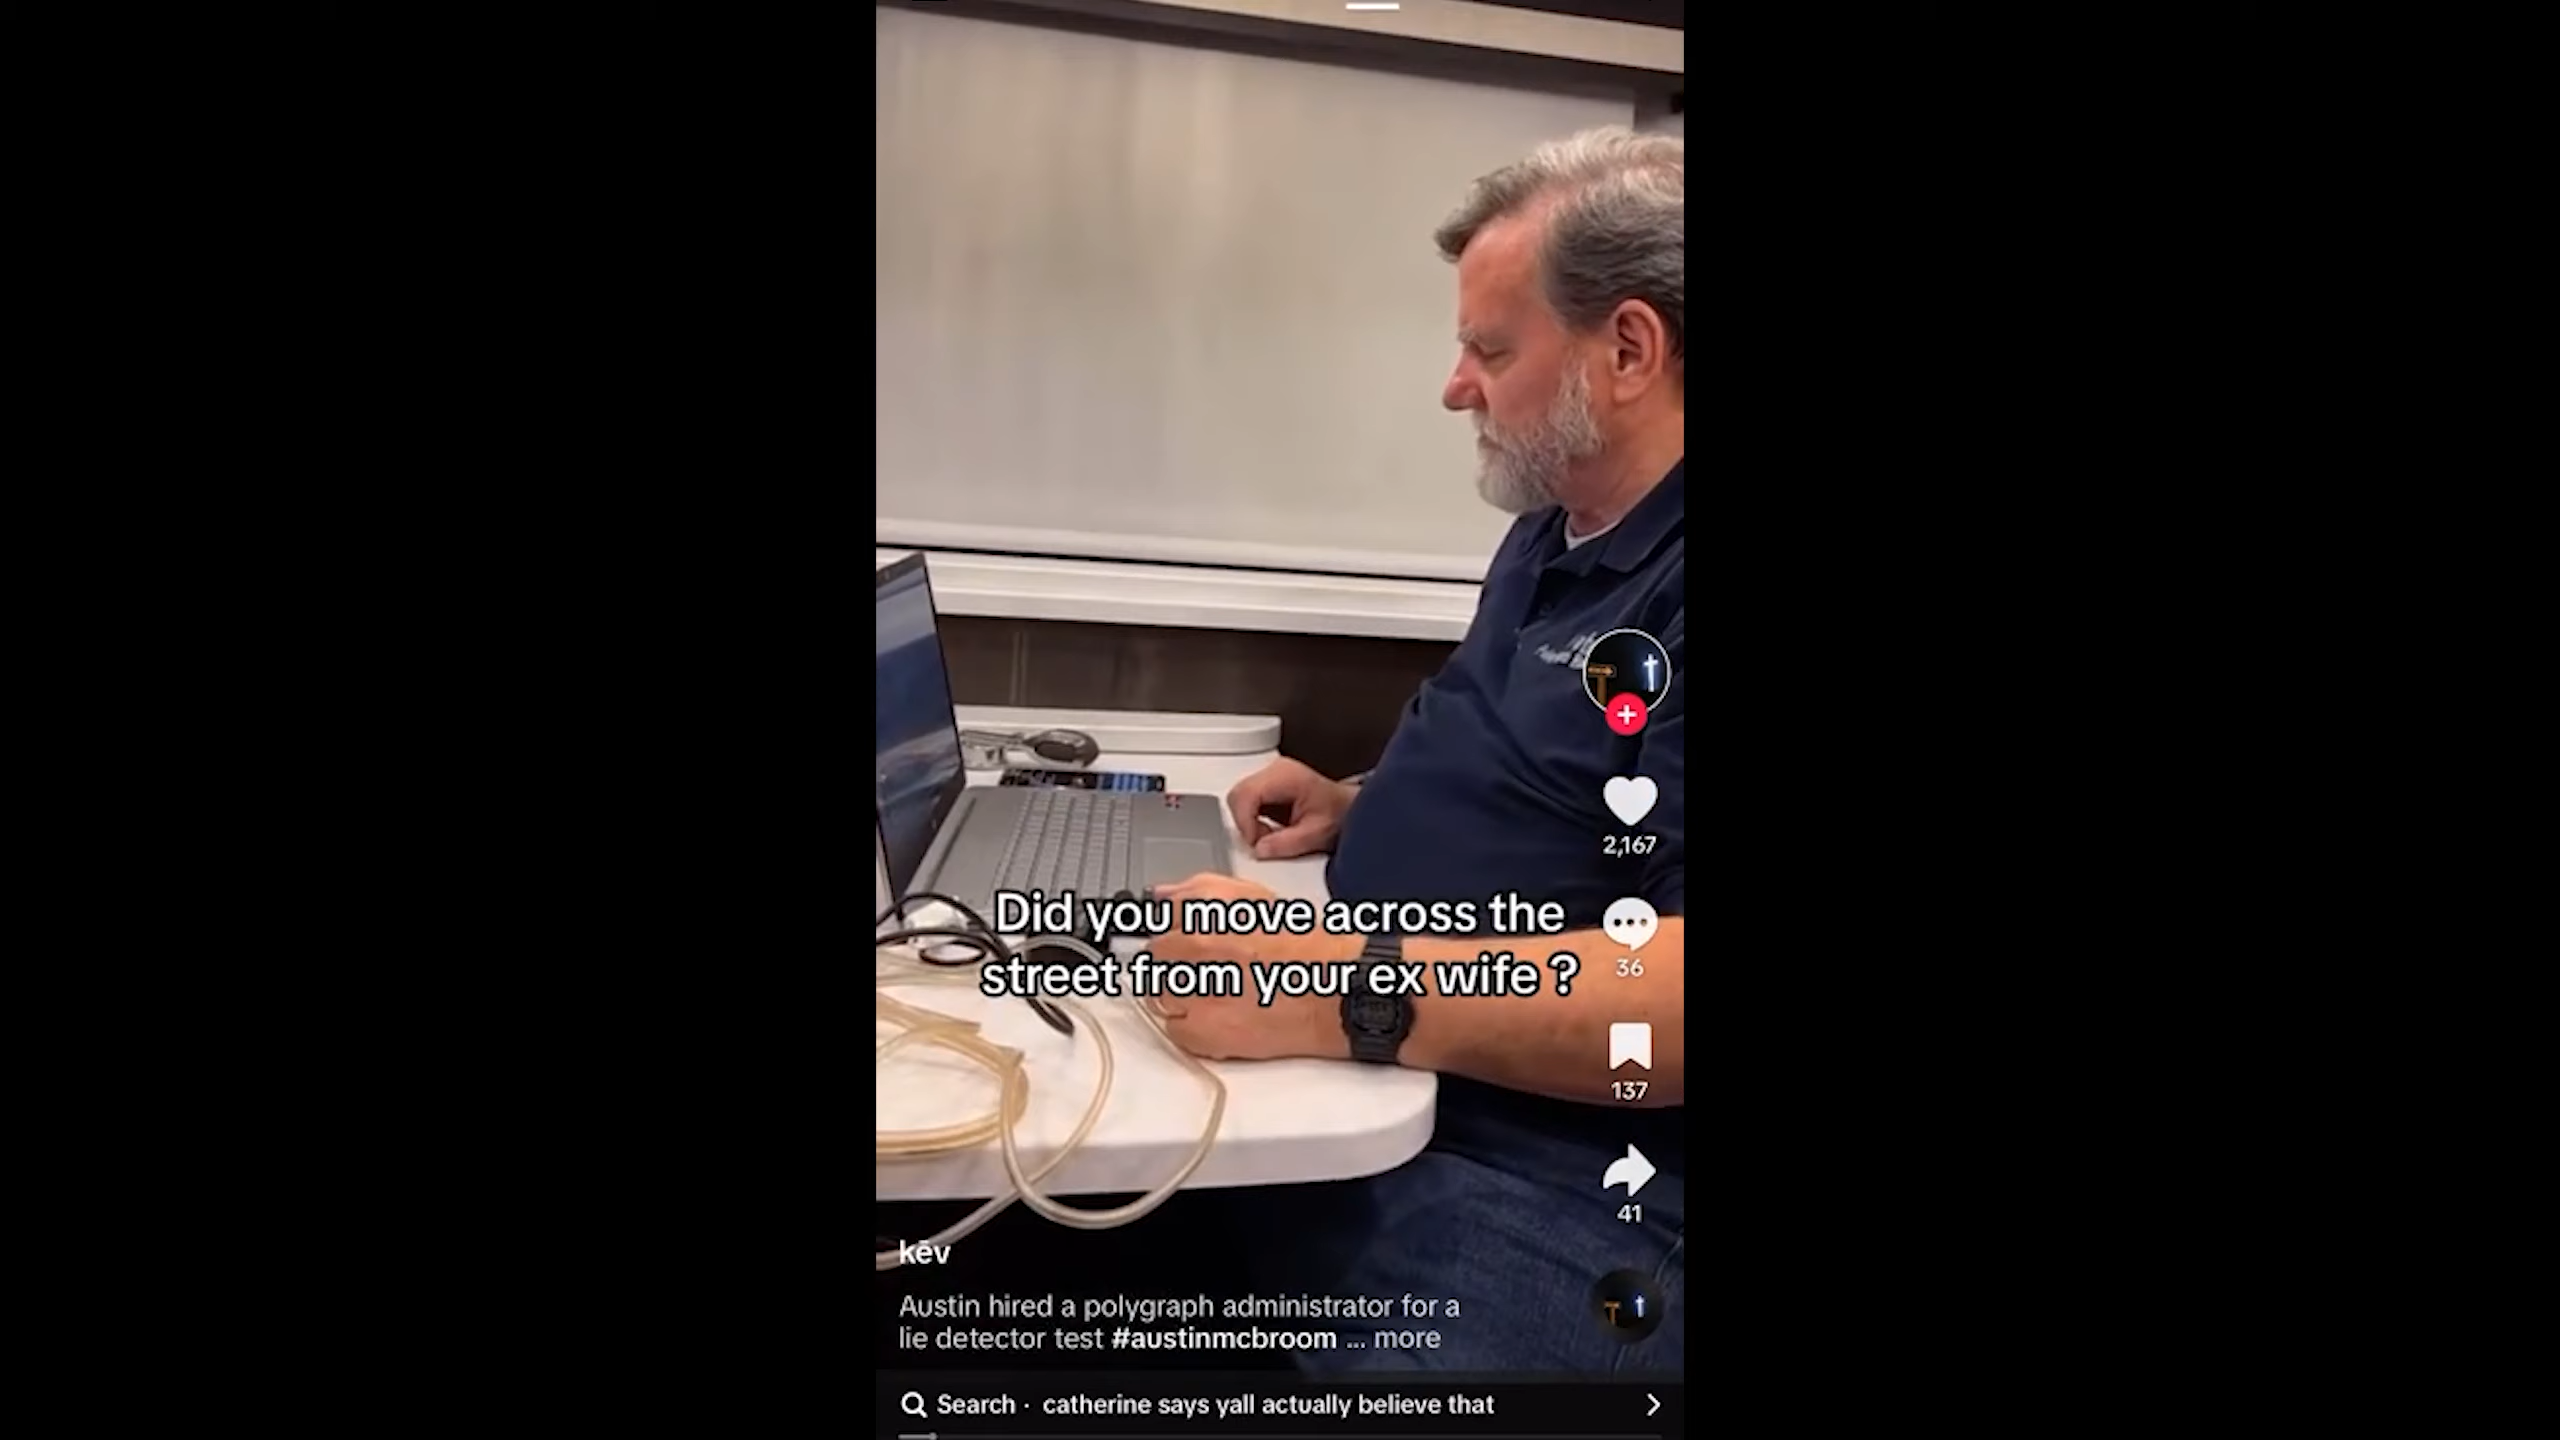 Did you move across the
street from your ex wife ?
2,167
36
137
41
kēv
Austin hired a polygraph administrator for a
lie detector test #austinmcbroom ... more
Search · catherine says yall actually believe that